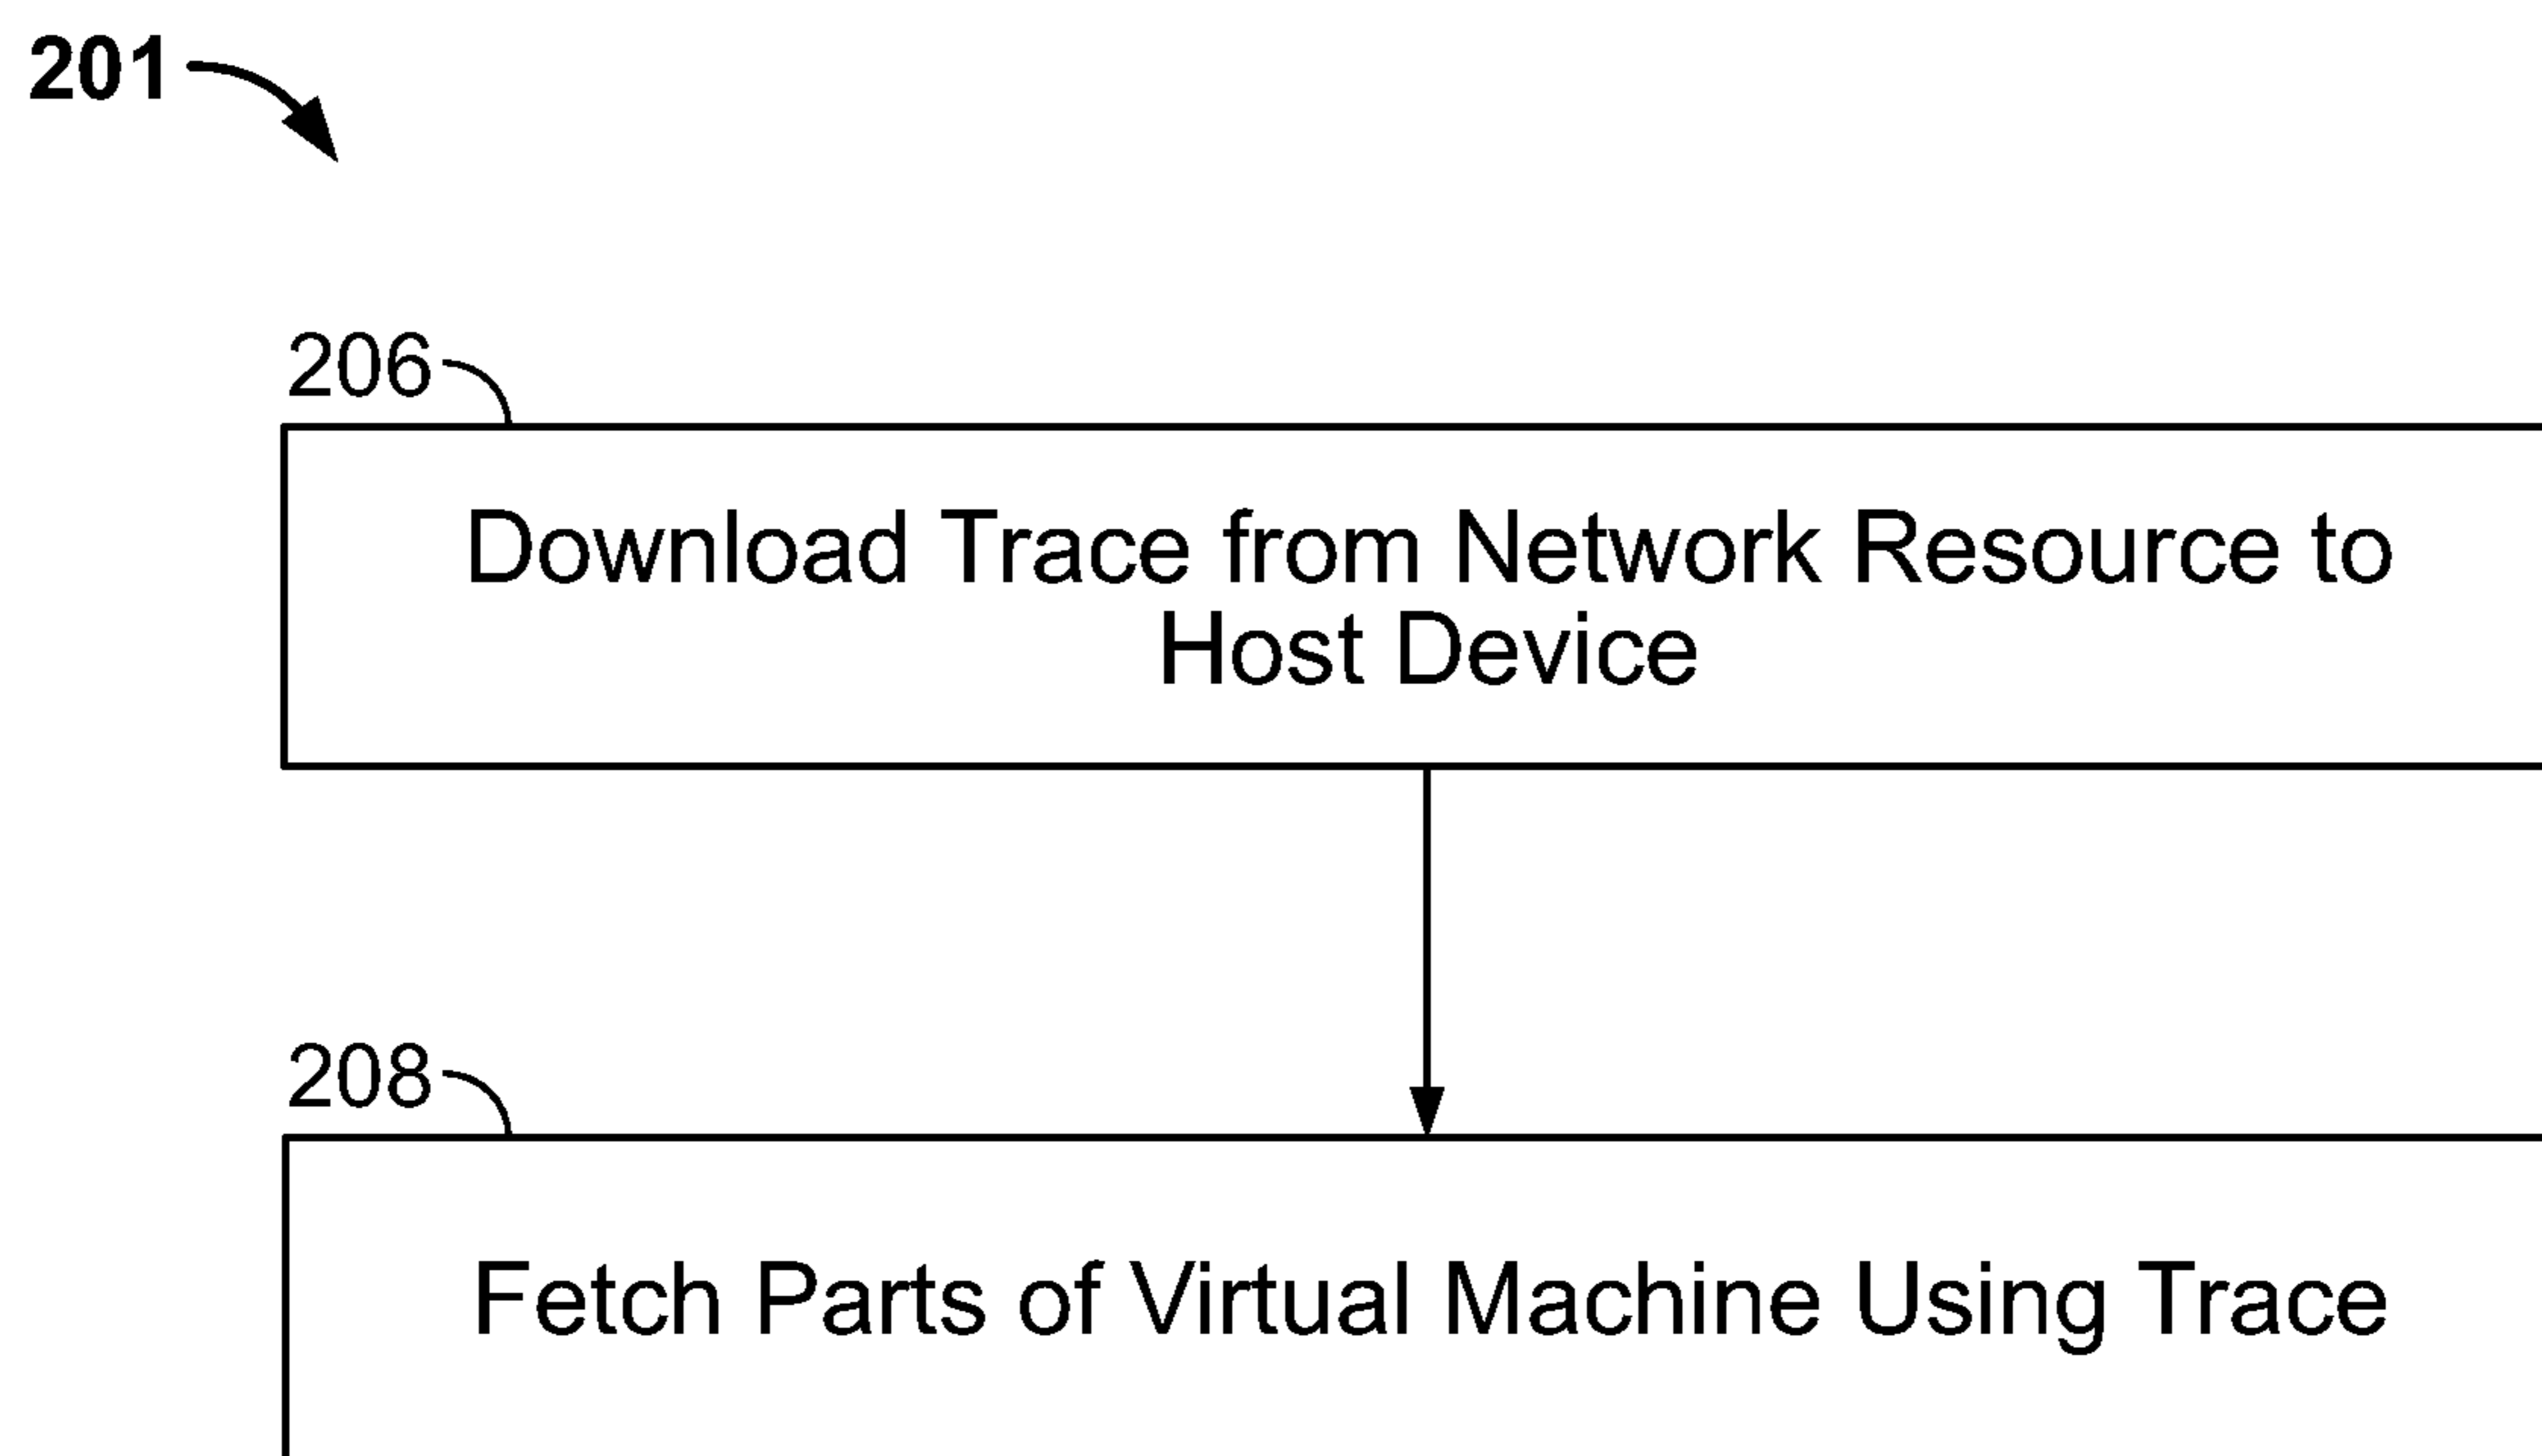 201
206
Download Trace from Network Resource to
Host Device
208
Fetch Parts of Virtual Machine Using Trace